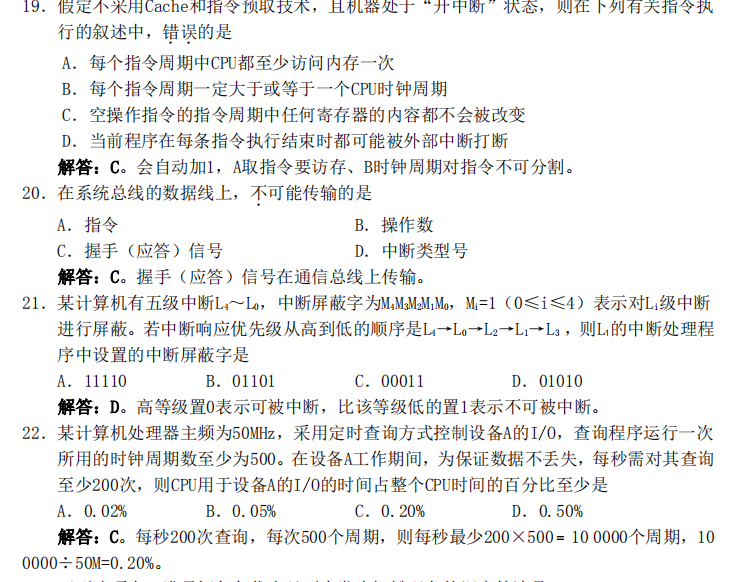 19．假定不采用Cache和指令预取技术，且机器处于“开中断”状态，则在下列有关指令执
行的叙述中，错误的是
A．每个指令周期中CPU都至少访问内存一次
B．每个指令周期一定大于或等于一个CPU时钟周期
C．空操作指令的指令周期中任何寄存器的内容都不会被改变
D．当前程序在每条指令执行结束时都可能被外部中断打断
解答：C。会自动加1，A取指令要访存、B时钟周期对指令不可分割。
20．在系统总线的数据线上，不可能传输的是
A．指令 B．操作数
C．握手（应答）信号 D．中断类型号
解答：C。握手（应答）信号在通信总线上传输。
21．某计算机有五级中断L₄～L₀，中断屏蔽字为M₄M₃M₂M₁M₀，Mᵢ=1（0≤i≤4）表示对Lᵢ级中断
进行屏蔽。若中断响应优先级从高到低的顺序是L₄→L₀→L₂→L₁→L₃，则L₁的中断处理程
序中设置的中断屏蔽字是
A．11110 B．01101 C．00011 D．01010
解答：D。高等级置0表示可被中断，比该等级低的置1表示不可被中断。
22．某计算机处理器主频为50MHz，采用定时查询方式控制设备A的I/O，查询程序运行一次
所用的时钟周期数至少为500。在设备A工作期间，为保证数据不丢失，每秒需对其查询
至少200次，则CPU用于设备A的I/O的时间占整个CPU时间的百分比至少是
A．0.02% B．0.05% C．0.20% D．0.50%
解答：C。每秒200次查询，每次500个周期，则每秒最少200×500= 10 0000个周期，10
0000÷50M=0.20%。